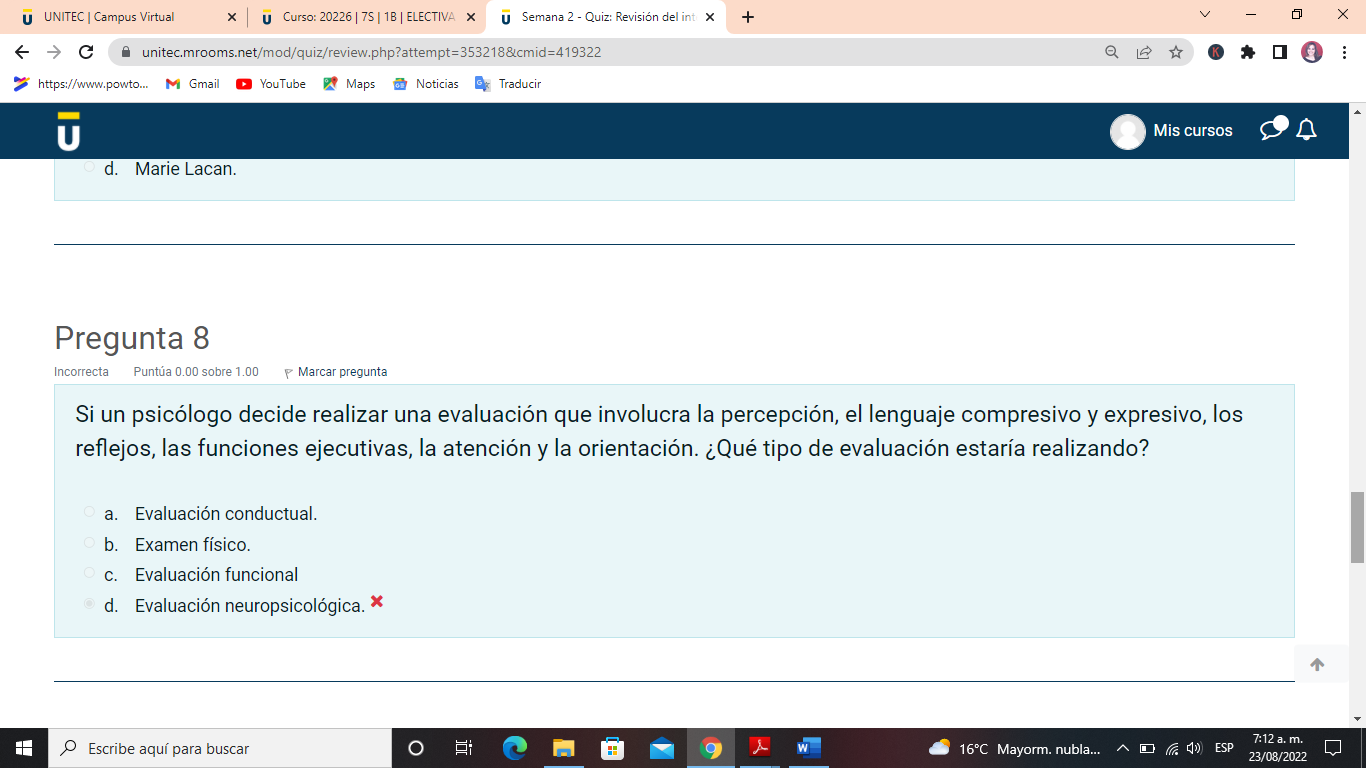 UNITEC | Campus Virtual
Curso: 20226 | 7S | 1B | ELECTIVA
Semana 2 - Quiz: Revisión del int
unitec.mrooms.net/mod/quiz/review.php?attempt=353218&cmid=419322
K
https://www.powto...
Gmail
YouTube
Maps
Noticias
Traducir
U
Mis cursos
d. Marie Lacan.
Pregunta 8
Incorrecta
Puntúa 0.00 sobre 1.00
Marcar pregunta
Si un psicólogo decide realizar una evaluación que involucra la percepción, el lenguaje compresivo y expresivo, los
reflejos, las funciones ejecutivas, la atención y la orientación. ¿Qué tipo de evaluación estaría realizando?
a. Evaluación conductual.
b. Examen físico.
c. Evaluación funcional
d. Evaluación neuropsicológica.
Escribe aquí para buscar
16°C Mayorm. nubla...
ESP
7:12 a. m.
23/08/2022